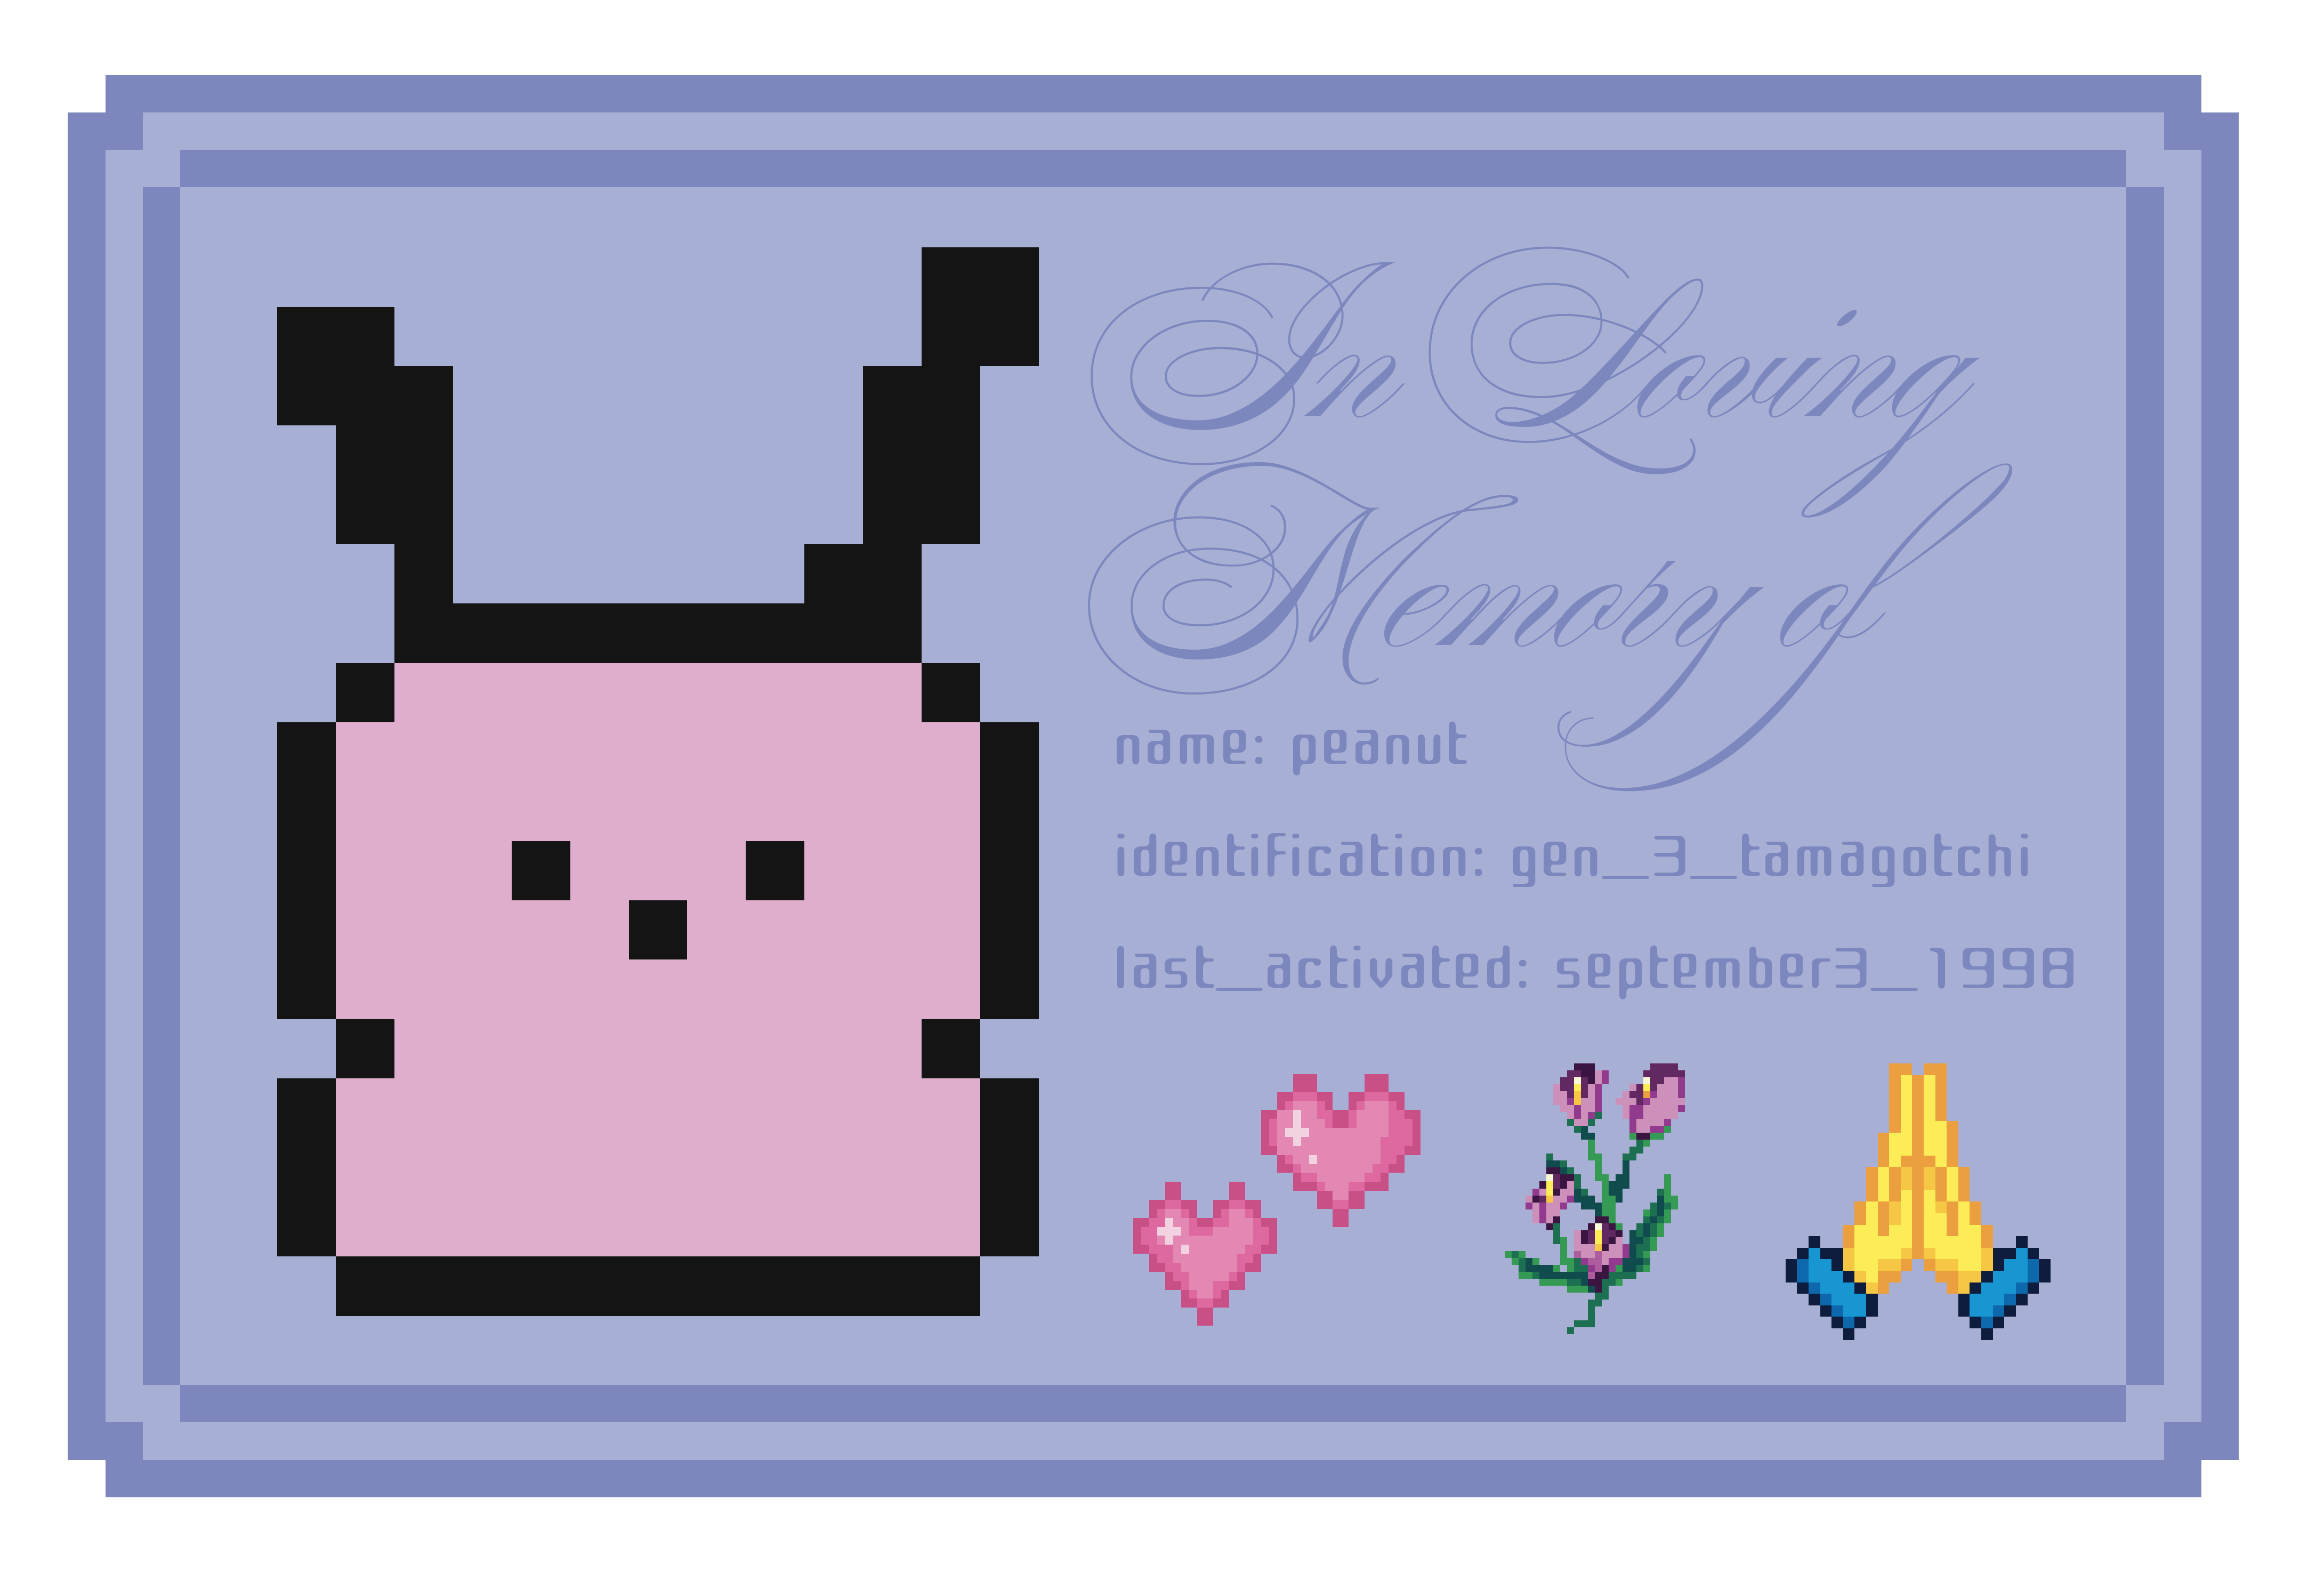 In Loving
Memory of
name: peanut
identification: gen_3_tamagotchi
last_activated: september3_1998